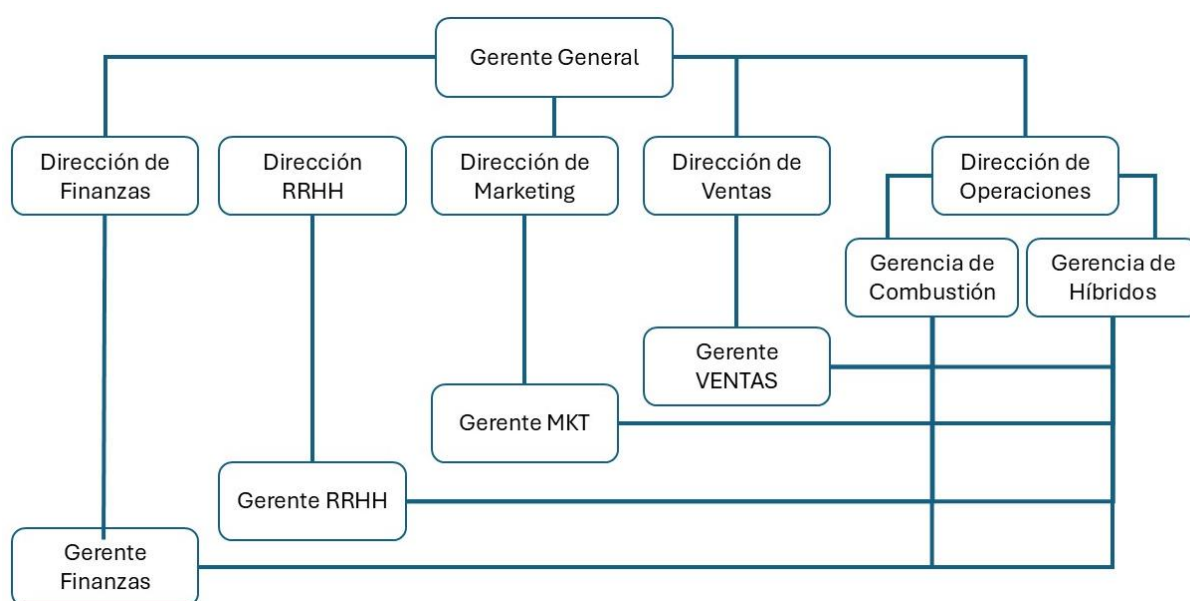 Gerente General
Dirección de
Finanzas
Dirección
RRHH
Dirección de
Marketing
Dirección de
Ventas
Dirección de
Operaciones
Gerencia de
Combustión
Gerencia de
Híbridos
Gerente
VENTAS
Gerente MKT
Gerente RRHH
Gerente
Finanzas